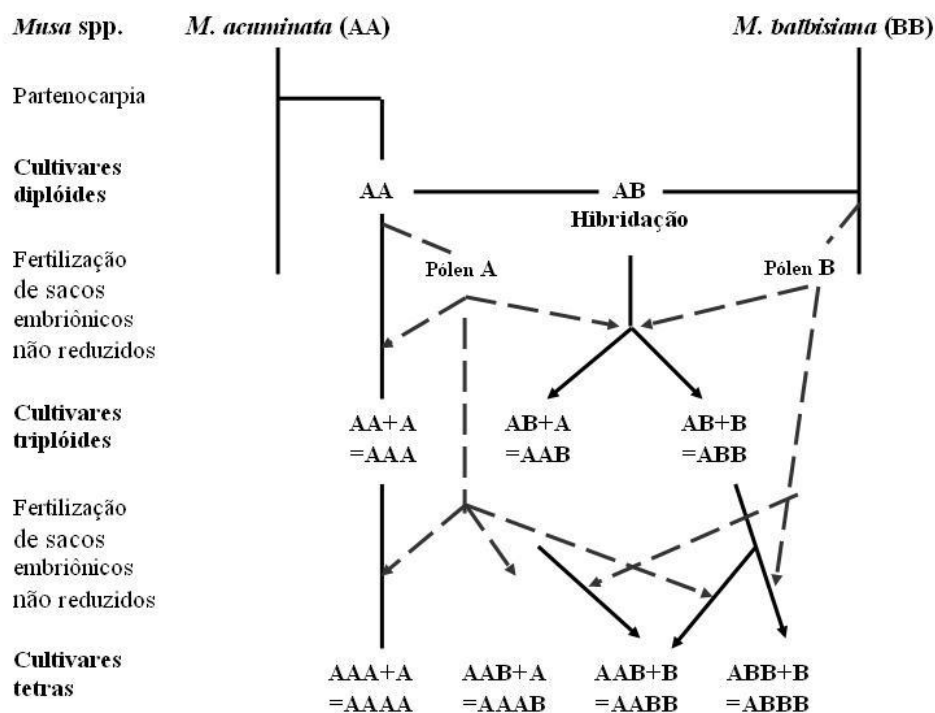 Musa spp. M. acuminata (AA) M. balbisiana (BB)
Partenocarpia
Cultivares
diplóides
AA AB
Hibridação
Fertilização
de sacos
embriônicos
não reduzidos
Pólen A Pólen B
Cultivares
triplóides
AA+A AB+A AB+B
=AAA =AAB =ABB
Fertilização
de sacos
embriônicos
não reduzidos
Cultivares
tetras
AAA+A AAB+A AAB+B ABB+B
=AAAA =AAAB =AABB =ABBB